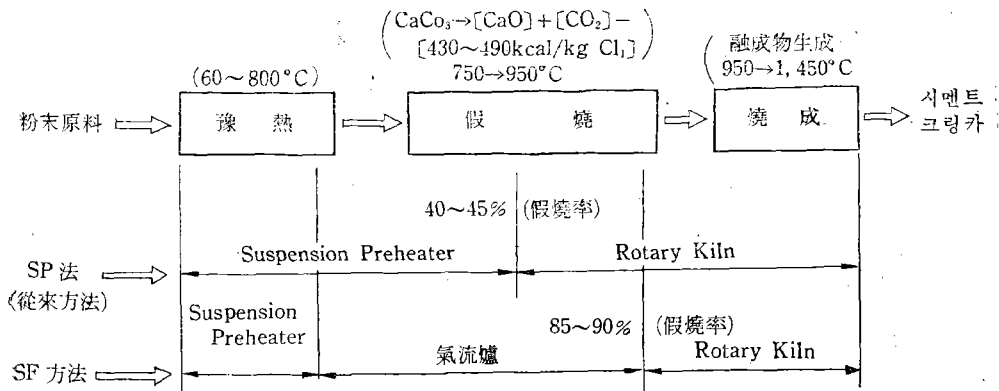 (CaCo₃→[CaO]+[CO₂]−
[430~490kcal/kg Cl₁])
750→950°C
(融成物生成
950→1,450°C
(60~800°C)
粉末原料
豫熱
假燒
燒成
시멘트
크링카
40~45%
(假燒率)
Suspension Preheater
Rotary Kiln
SP法
(從來方法)
Suspension
Preheater
85~90%
(假燒率)
氣流爐
Rotary Kiln
SF方法